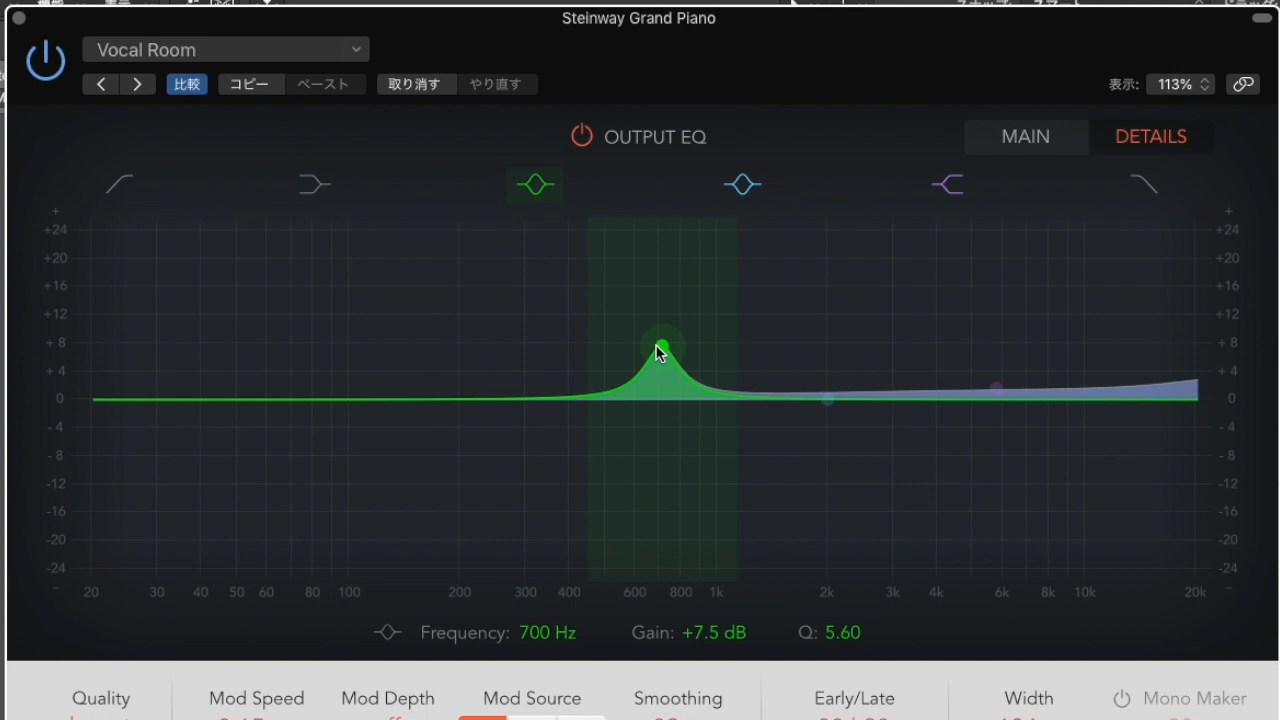 Steinway Grand Piano
Vocal Room
比較 コピー ペースト 取り消す やり直す 表示: 113%
OUTPUT EQ MAIN DETAILS
+ +
+24 +24
+20 +20
+16 +16
+12 +12
+ 8 + 8
+ 4 + 4
0 0
- 4 - 4
- 8 - 8
-12 -12
-16 -16
-20 -20
-24 -24
20 30 40 50 60 80 100 200 300 400 600 800 1k 2k 3k 4k 6k 8k 10k 20k
Frequency: 700 Hz Gain: +7.5 dB Q: 5.60
Quality Mod Speed Mod Depth Mod Source Smoothing Early/Late Width Mono Maker